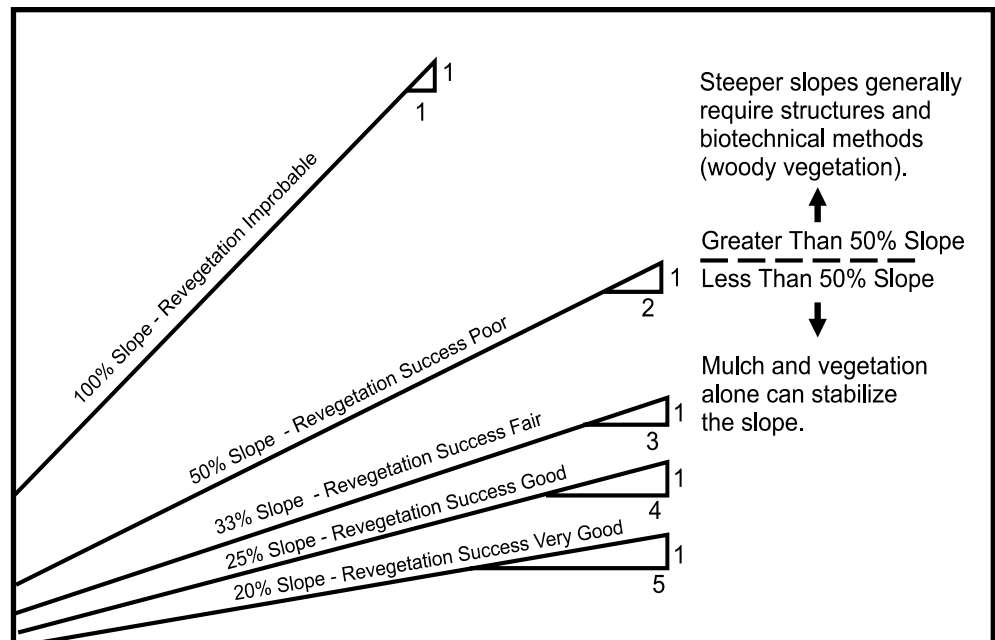 1
1
100% Slope - Revegetation Improbable
Steeper slopes generally
require structures and
biotechnical methods
(woody vegetation).
Greater Than 50% Slope
Less Than 50% Slope
Mulch and vegetation
alone can stabilize
the slope.
1
2
50% Slope - Revegetation Success Poor
1
3
33% Slope - Revegetation Success Fair
1
4
25% Slope - Revegetation Success Good
1
5
20% Slope - Revegetation Success Very Good